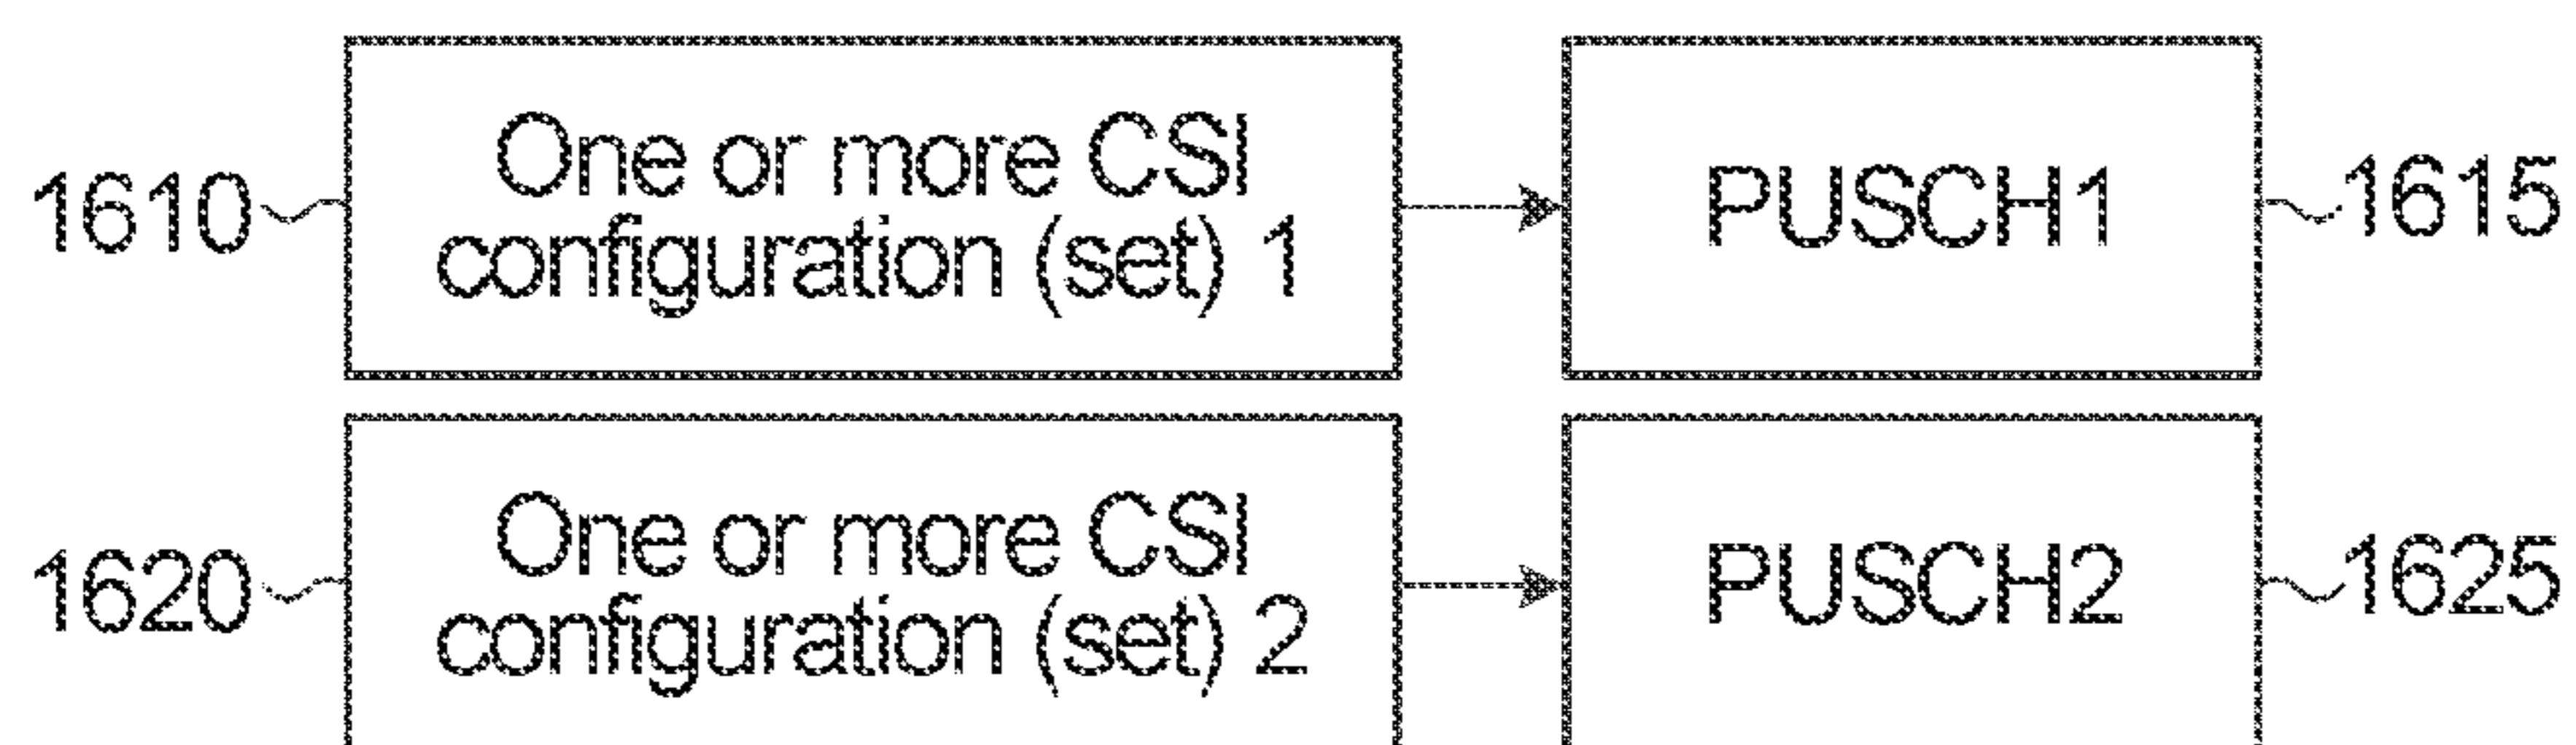 1610
One or more CSI
configuration (set) 1
PUSCH1
1615
1620
One or more CSI
configuration (set) 2
PUSCH2
1625